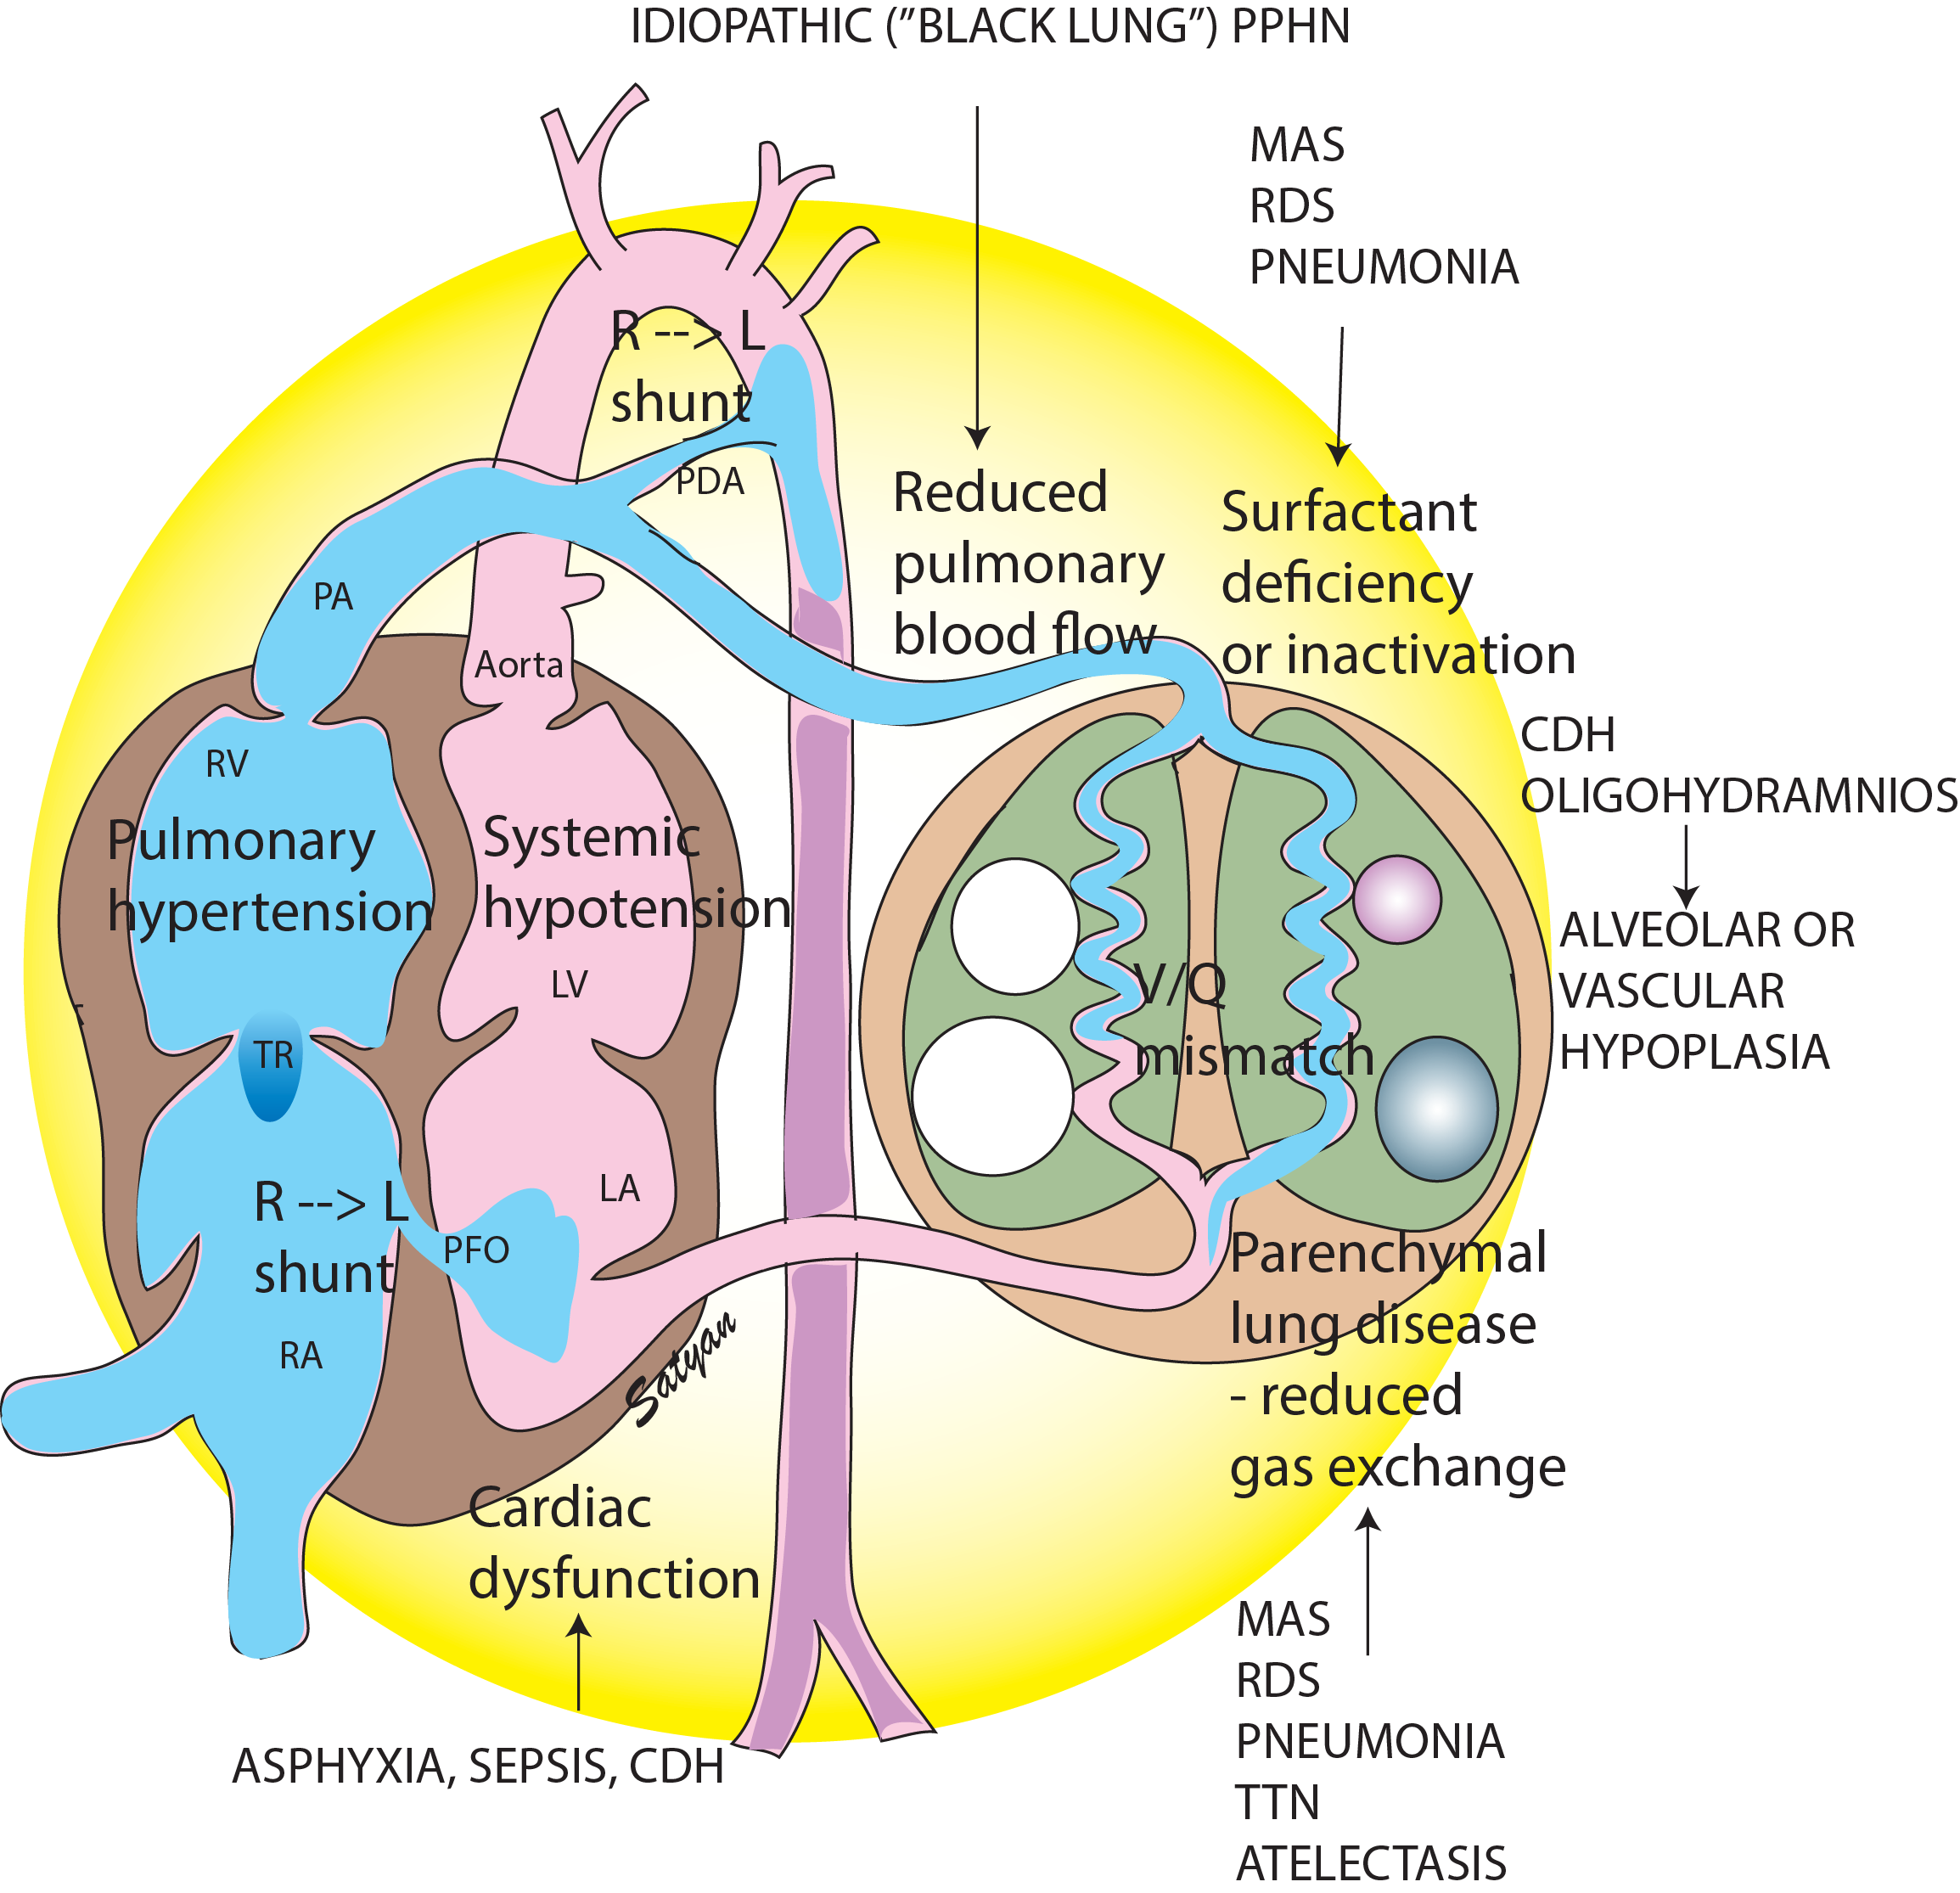 IDIOPATHIC (”BLACK LUNG”) PPHN
MAS
RDS
PNEUMONIA
R --> L
shunt
PDA
Reduced
pulmonary
blood flow
Surfactant
deficiency
or inactivation
PA
Aorta
CDH
OLIGOHYDRAMNIOS
RV
Pulmonary
hypertension
Systemic
hypotension
LV
ALVEOLAR OR
VASCULAR
HYPOPLASIA
V/Q
mismatch
TR
R --> L
shunt
LA
PFO
RA
Satyan
Parenchymal
lung disease
- reduced
gas exchange
Cardiac
dysfunction
ASPHYXIA, SEPSIS, CDH
MAS
RDS
PNEUMONIA
TTN
ATELECTASIS